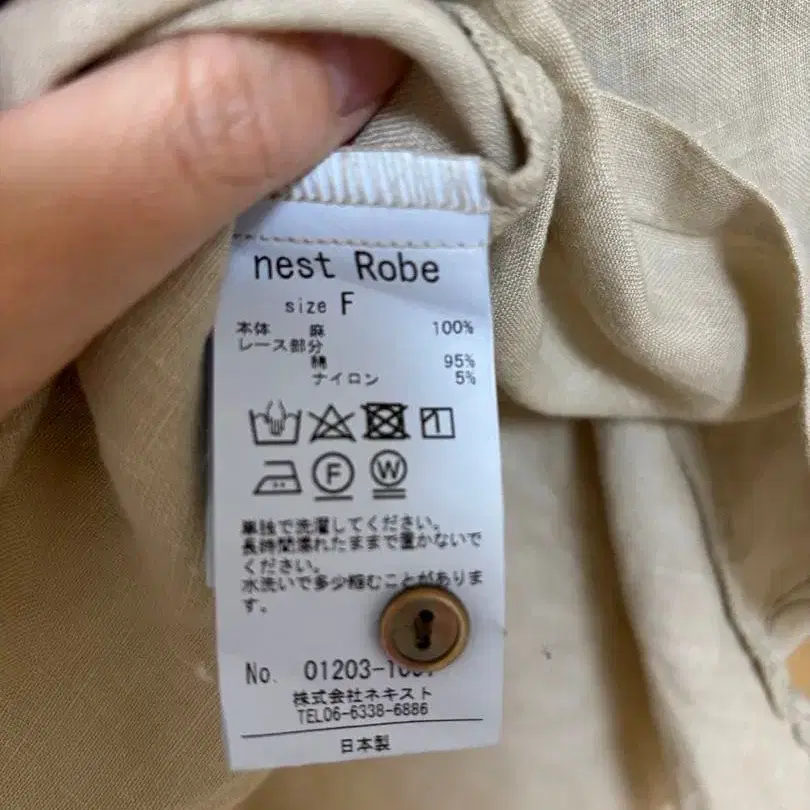 nest Robe
size F
本体 麻 100%
レース部分
綿 95%
ナイロン 5%
F W
単独で洗濯してください。
長時間濡れたままで置かないで
ください。
水洗いで多少縮むことがありま
す。
No. 01203-
株式会社ネキスト
TEL06-6338-6886
日本製